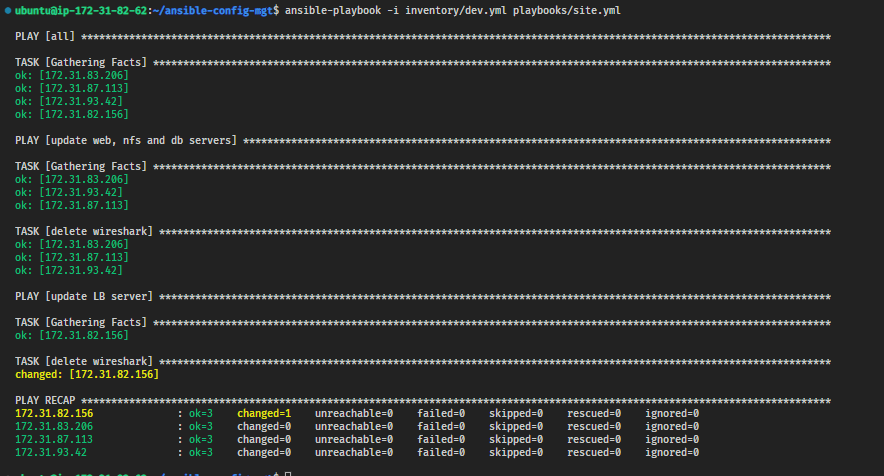 ubuntu@ip-172-31-82-62:~/ansible-config-mgt$ ansible-playbook -i inventory/dev.yml playbooks/site.yml
PLAY [all] *****************************************************************************************************************************
TASK [Gathering Facts] *****************************************************************************************************************
ok: [172.31.83.206]
ok: [172.31.87.113]
ok: [172.31.93.42]
ok: [172.31.82.156]
PLAY [update web, nfs and db servers] **************************************************************************************************
TASK [Gathering Facts] *****************************************************************************************************************
ok: [172.31.83.206]
ok: [172.31.93.42]
ok: [172.31.87.113]
TASK [delete wireshark] ****************************************************************************************************************
ok: [172.31.83.206]
ok: [172.31.87.113]
ok: [172.31.93.42]
PLAY [update LB server] ****************************************************************************************************************
TASK [Gathering Facts] *****************************************************************************************************************
ok: [172.31.82.156]
TASK [delete wireshark] ****************************************************************************************************************
changed: [172.31.82.156]
PLAY RECAP *****************************************************************************************************************************
172.31.82.156 : ok=3 changed=1 unreachable=0 failed=0 skipped=0 rescued=0 ignored=0
172.31.83.206 : ok=3 changed=0 unreachable=0 failed=0 skipped=0 rescued=0 ignored=0
172.31.87.113 : ok=3 changed=0 unreachable=0 failed=0 skipped=0 rescued=0 ignored=0
172.31.93.42 : ok=3 changed=0 unreachable=0 failed=0 skipped=0 rescued=0 ignored=0